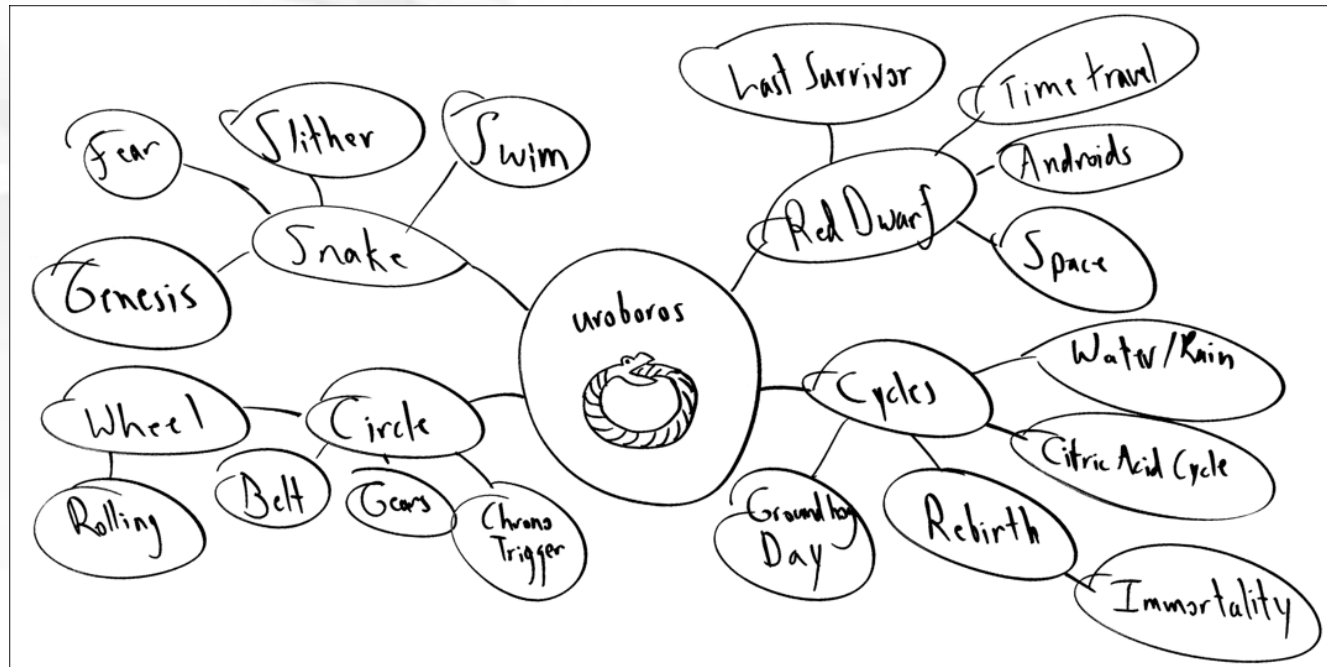 Last Survivor
Time travel
Slither
Swim
Fear
Androids
Red Dwarf
Snake
Space
Genesis
uroboros
Water/Rain
Cycles
Wheel
Circle
Citric Acid Cycle
Belt
Gears
Rolling
Chrono
Trigger
Groundhog
Day
Rebirth
Immortality